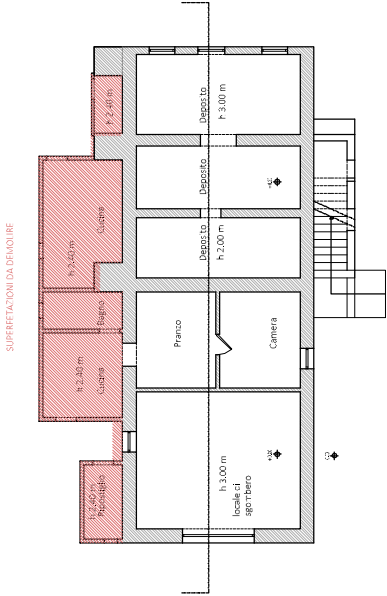 SUPERFETAZIONI DA DEMOLIRE
h 2.40 m
Cucina
h 2.40 m
Bagno
Cucina
h 2.40 m
Ripostiglio
h 2.40 m
Deposito
h 3.00 m
Deposito
Deposito
h 2.00 m
Pranzo
Camera
h 3.00 m
locale di
sgombero